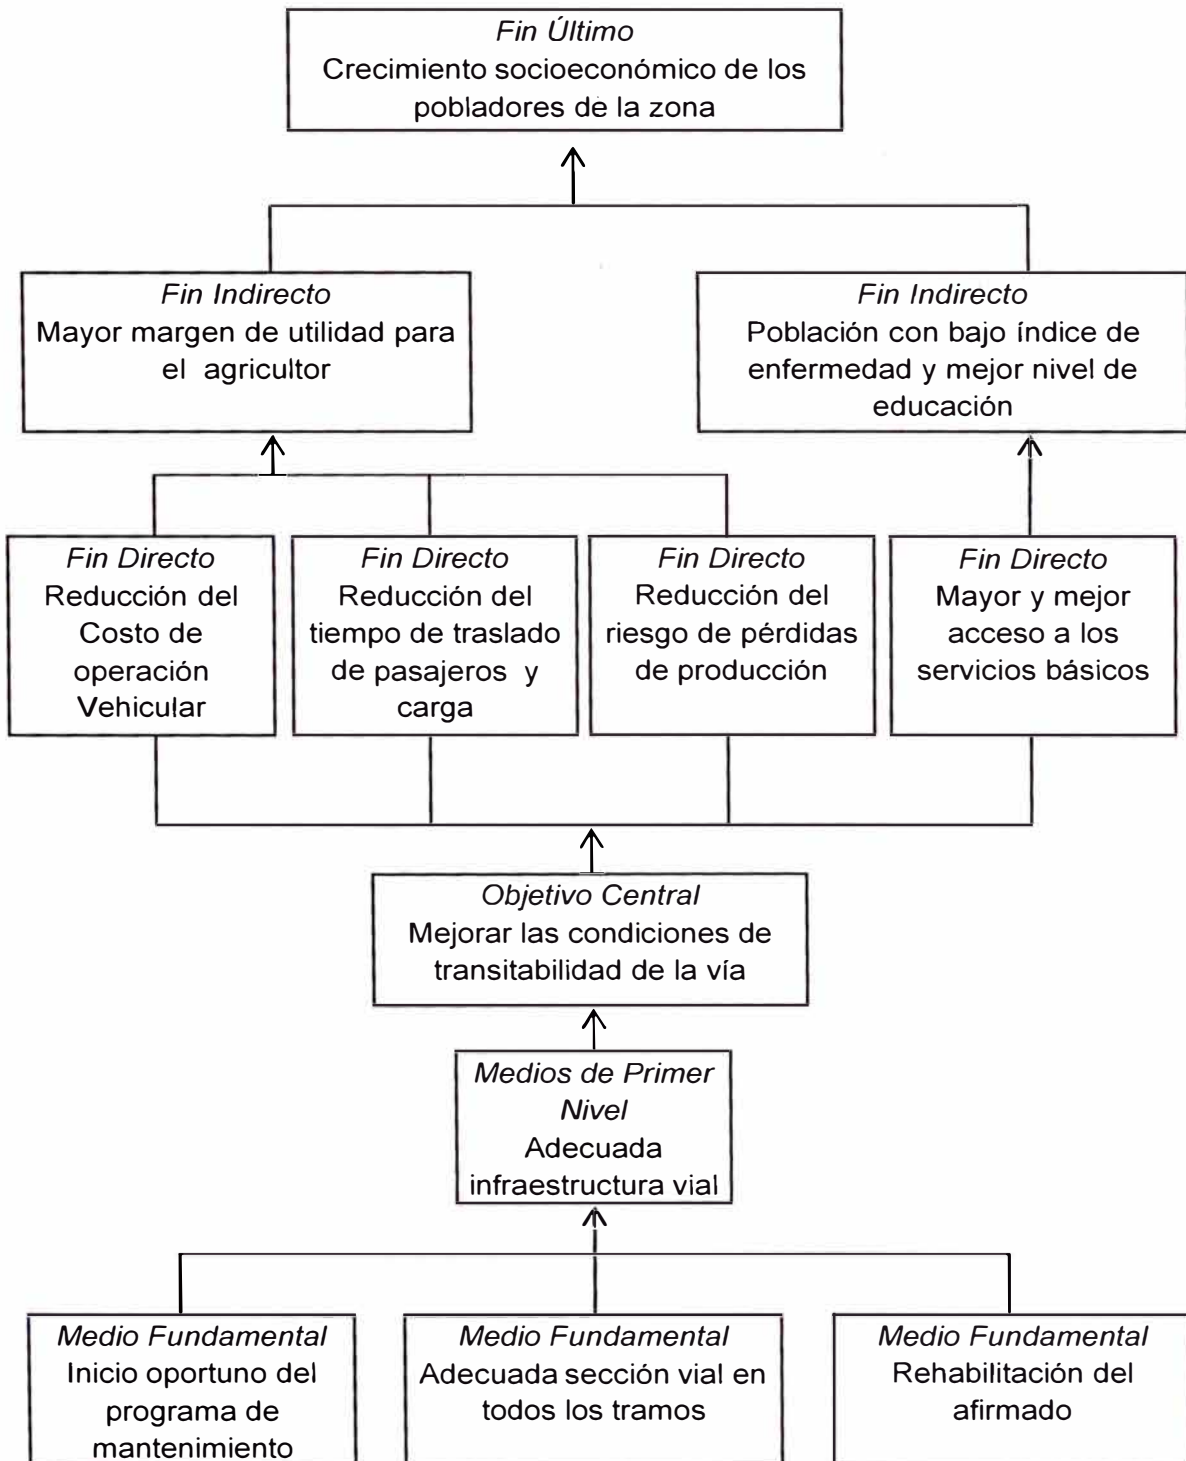 Fin Último
Crecimiento socioeconómico de los
pobladores de la zona
Fin Indirecto
Mayor margen de utilidad para
el agricultor
Fin Indirecto
Población con bajo índice de
enfermedad y mejor nivel de
educación
Fin Directo
Reducción del
Costo de
operación
Vehicular
Fin Directo
Reducción del
tiempo de traslado
de pasajeros y
carga
Fin Directo
Reducción del
riesgo de pérdidas
de producción
Fin Directo
Mayor y mejor
acceso a los
servicios básicos
Objetivo Central
Mejorar las condiciones de
transitabilidad de la vía
Medios de Primer
Nivel
Adecuada
infraestructura vial
Medio Fundamental
Inicio oportuno del
programa de
mantenimiento
Medio Fundamental
Adecuada sección vial en
todos los tramos
Medio Fundamental
Rehabilitación del
afirmado